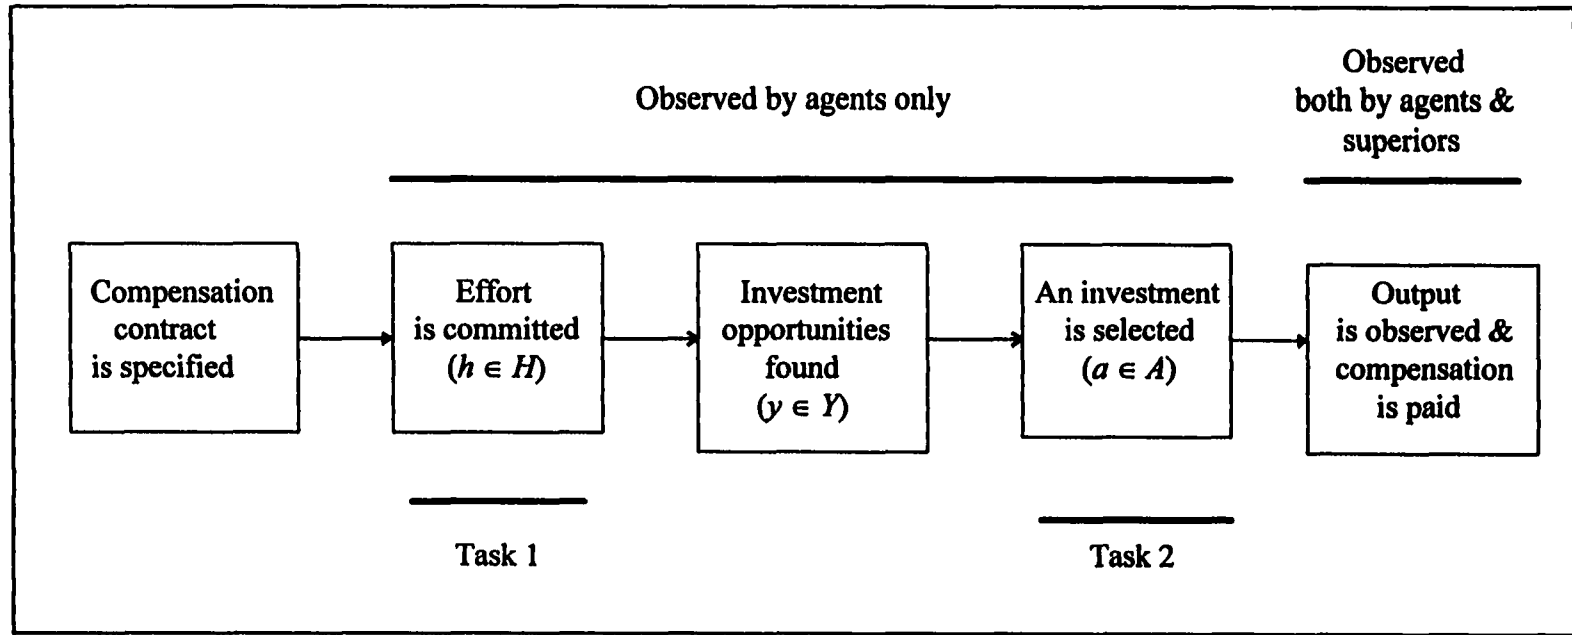 Observed by agents only
Observed
both by agents &
superiors
Compensation
contract
is specified
Effort
is committed
(h ∈ H)
Investment
opportunities
found
(y ∈ Y)
An investment
is selected
(a ∈ A)
Output
is observed &
compensation
is paid
Task 1
Task 2